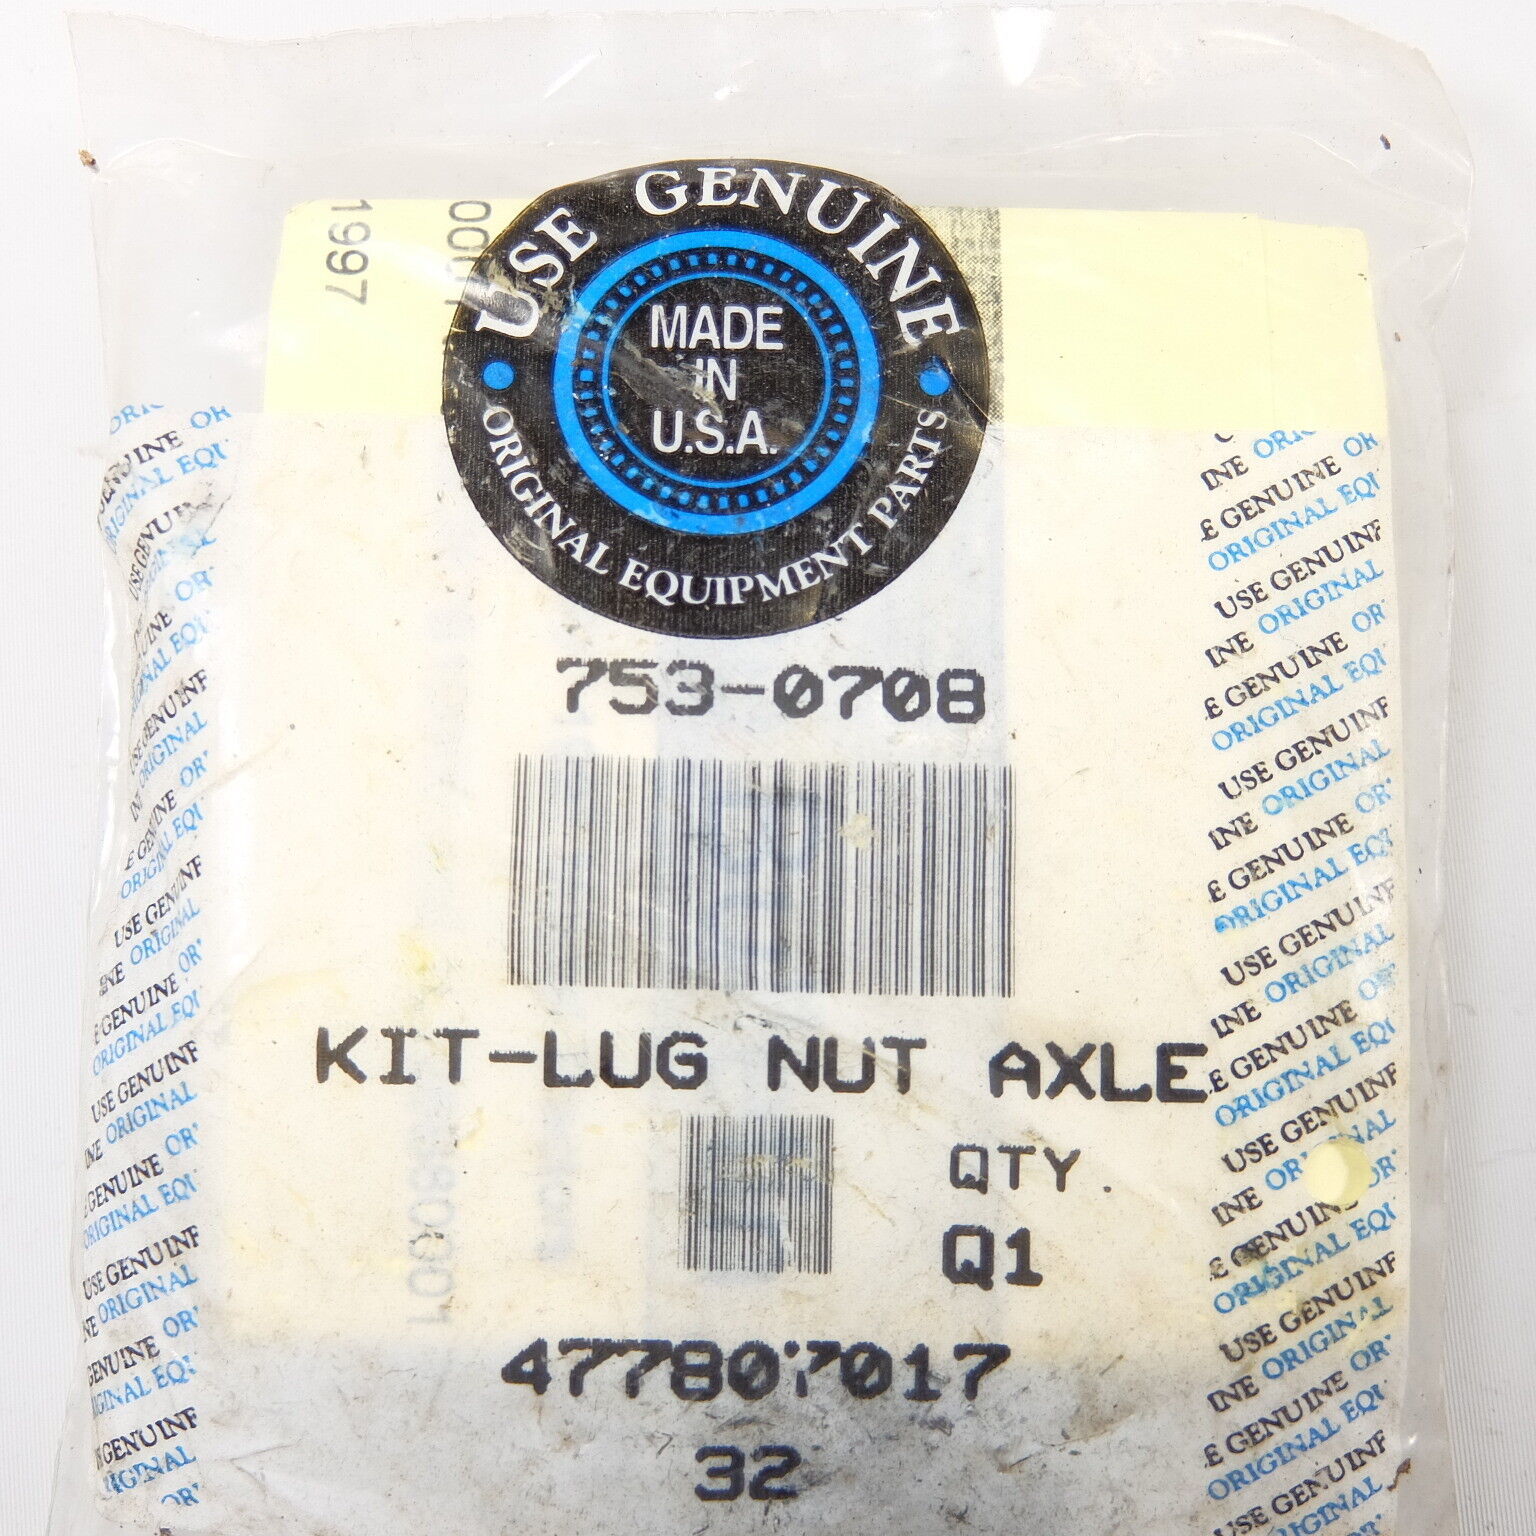 USE GENUINE
MADE
IN
U.S.A.
ORIGINAL EQUIPMENT PARTS
1997
753-0708
KIT-LUG NUT AXLE
QTY.
Q1
477807017
32
USE GENUINE
ORIGINAL